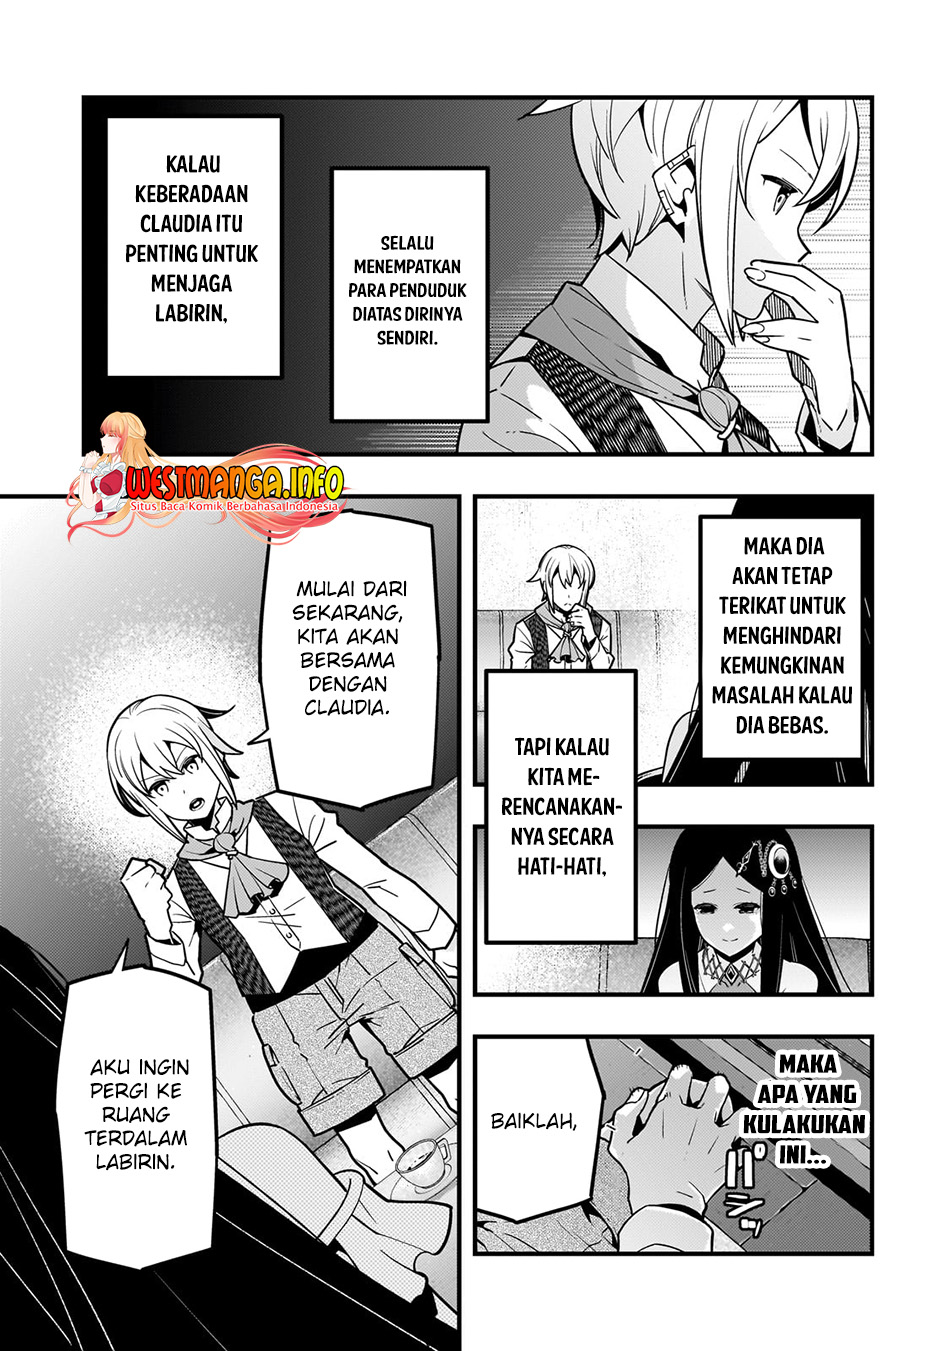 SELALU
MENEMPATKAN
PARA PENDUDUK
DIATAS DIRINYA
SENDIRI.
KALAU
KEBERADAAN
CLAUDIA ITU
PENTING UNTUK
MENJAGA
LABIRIN,
WESTMANGA.INFO
Situs Baca Komik Berbahasa Indonesia
MAKA DIA
AKAN TETAP
TERIKAT UNTUK
MENGHINDARI
KEMUNGKINAN
MASALAH KALAU
DIA BEBAS.
TAPI KALAU
KITA ME-
RENCANAKAN-
NYA SECARA
HATI-HATI,
MAKA
APA YANG
KULAKUKAN
INI...
BAIKLAH,
パシッ
MULAI DARI
SEKARANG,
KITA AKAN
BERSAMA
DENGAN
CLAUDIA.
AKU INGIN
PERGI KE
RUANG
TERDALAM
LABIRIN.